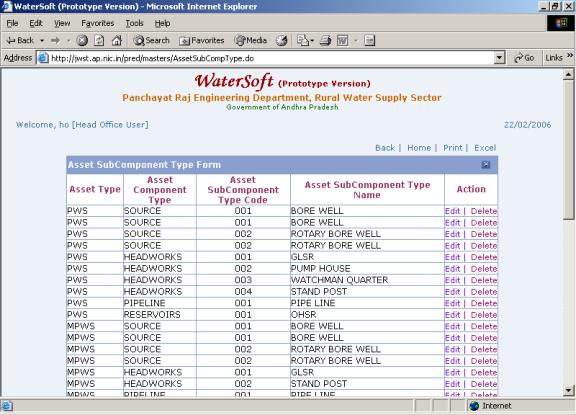 WaterSoft (Prototype Version) - Microsoft Internet Explorer
File Edit View Favorites Tools Help
Back Search Favorites Media
Address http://jwst.ap.nic.in/pred/masters/AssetSubCompType.do Go Links »
WaterSoft (Prototype Version)
Panchayat Raj Engineering Department, Rural Water Supply Sector
Government of Andhra Pradesh
Welcome, ho [Head Office User] 22/02/2006
Back | Home | Print | Excel
Asset SubComponent Type Form
Asset Type Asset Component Type Asset SubComponent Type Code Asset SubComponent Type Name Action
PWS SOURCE 001 BORE WELL Edit | Delete
PWS SOURCE 001 BORE WELL Edit | Delete
PWS SOURCE 002 ROTARY BORE WELL Edit | Delete
PWS SOURCE 002 ROTARY BORE WELL Edit | Delete
PWS HEADWORKS 001 GLSR Edit | Delete
PWS HEADWORKS 002 PUMP HOUSE Edit | Delete
PWS HEADWORKS 003 WATCHMAN QUARTER Edit | Delete
PWS HEADWORKS 004 STAND POST Edit | Delete
PWS PIPELINE 001 PIPE LINE Edit | Delete
PWS RESERVOIRS 001 OHSR Edit | Delete
MPWS SOURCE 001 BORE WELL Edit | Delete
MPWS SOURCE 001 BORE WELL Edit | Delete
MPWS SOURCE 002 ROTARY BORE WELL Edit | Delete
MPWS SOURCE 002 ROTARY BORE WELL Edit | Delete
MPWS HEADWORKS 001 GLSR Edit | Delete
MPWS HEADWORKS 002 STAND POST Edit | Delete
MPWS PIPELINE 001 PIPE LINE Edit | Delete
Internet